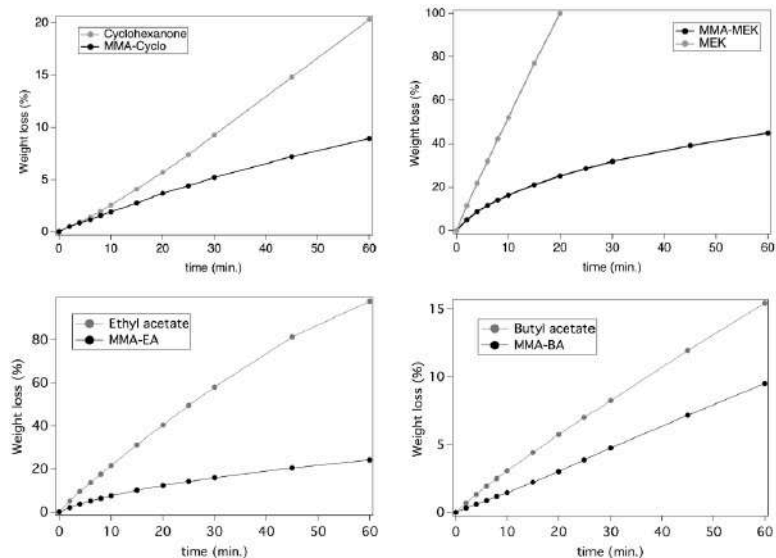 20
15
10
5
0
Weight loss (%)
Cyclohexanone
MMA-Cyclo
0 10 20 30 40 50 60
time (min.)
100
80
60
40
20
0
Weight loss (%)
MMA-MEK
MEK
0 10 20 30 40 50 60
time (min.)
80
60
40
20
0
Weight loss (%)
Ethyl acetate
MMA-EA
0 10 20 30 40 50 60
time (min.)
15
10
5
0
Weight loss (%)
Butyl acetate
MMA-BA
0 10 20 30 40 50 60
time (min.)